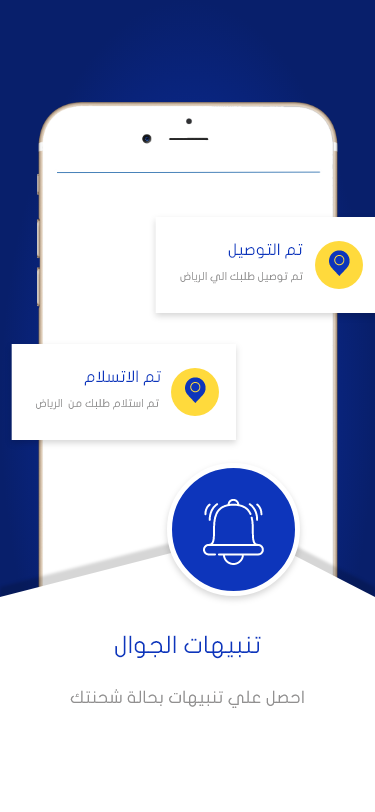 تم التوصيل
تم توصيل طلبك الي الرياض
تم الاتسلام
تم استلام طلبك من الرياض
تنبيهات الجوال
احصل علي تنبيهات بحالة شحنتك